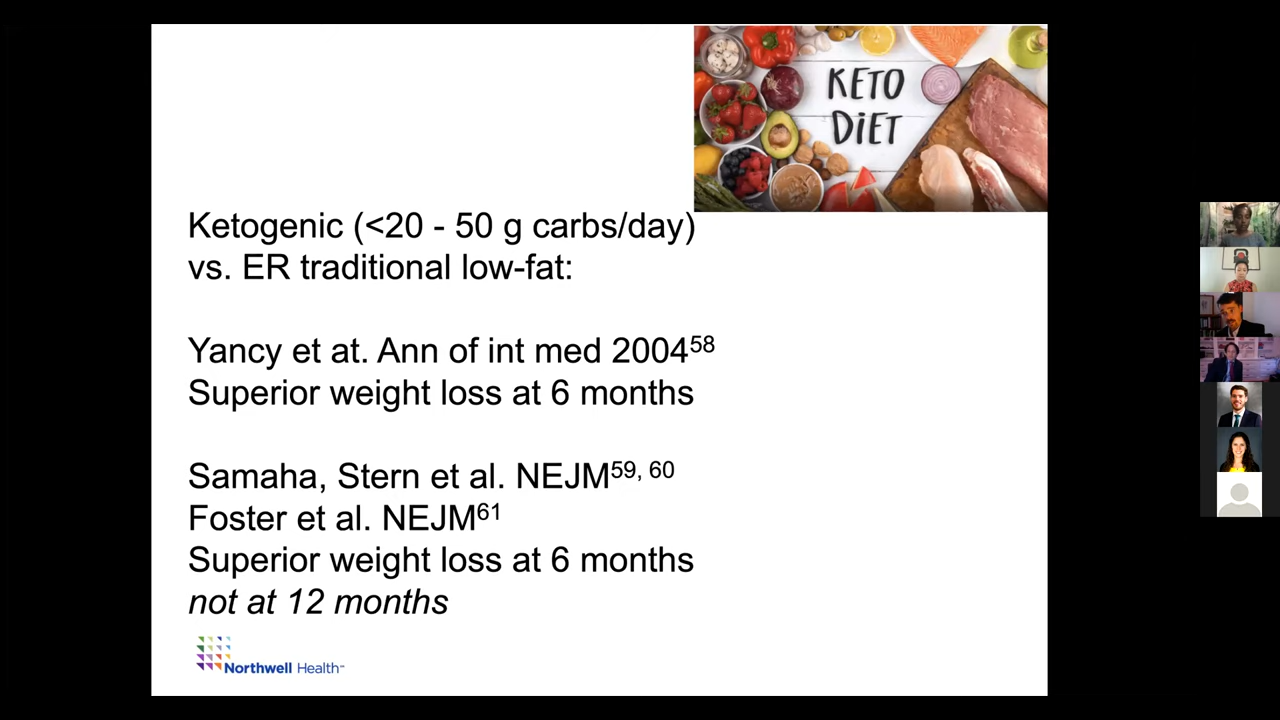 KETO
DiET
Ketogenic (<20 - 50 g carbs/day)
vs. ER traditional low-fat:
Yancy et at. Ann of int med 2004⁵⁸
Superior weight loss at 6 months
Samaha, Stern et al. NEJM⁵⁹, ⁶⁰
Foster et al. NEJM⁶¹
Superior weight loss at 6 months
not at 12 months
Northwell Health℠